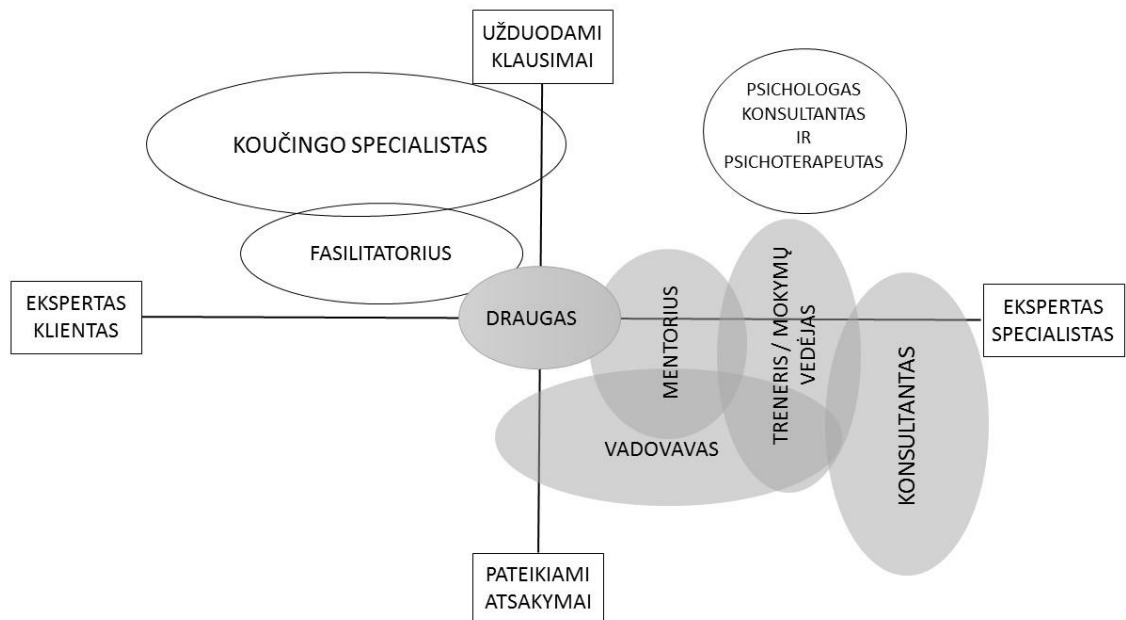 UŽDUODAMI
KLAUSIMAI
PSICHOLOGAS
KONSULTANTAS
IR
PSICHOTERAPEUTAS
KOUČINGO SPECIALISTAS
FASILITATORIUS
EKSPERTAS
KLIENTAS
DRAUGAS
MENTORIUS
TRENERIS / MOKYMŲ
VEDĖJAS
KONSULTANTAS
EKSPERTAS
SPECIALISTAS
VADOVAVAS
PATEIKIAMI
ATSAKYMAI